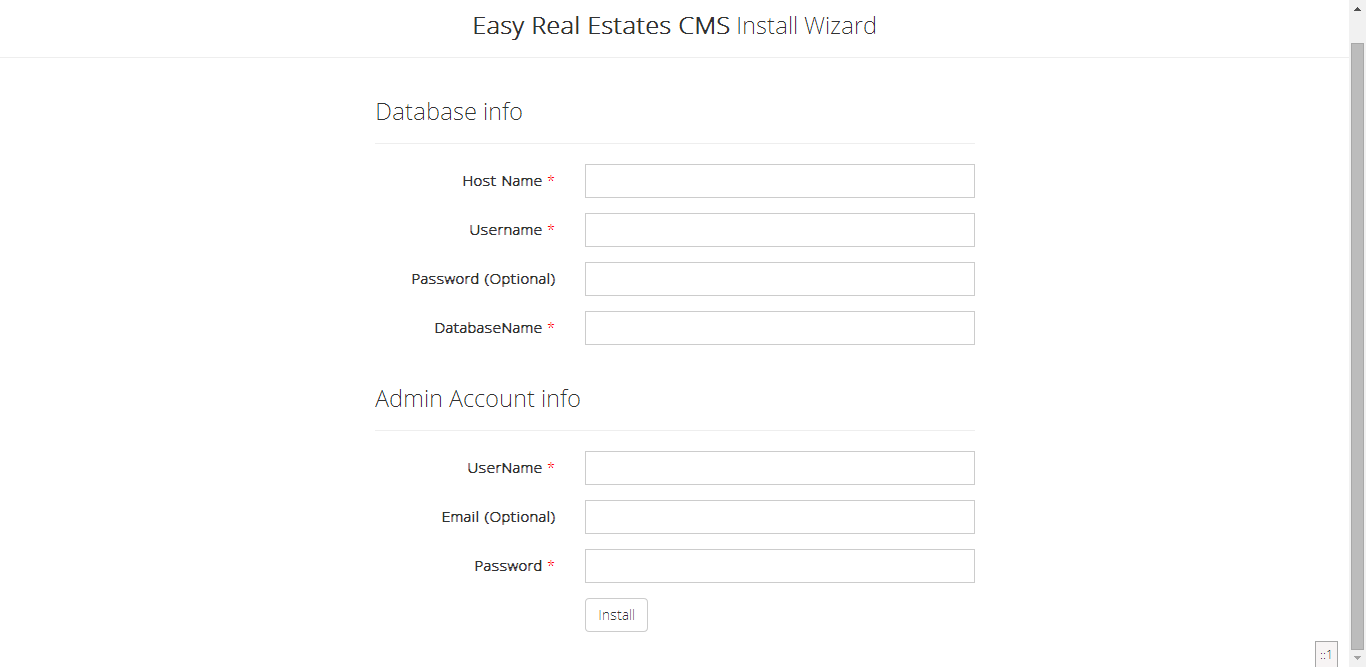 Easy Real Estates CMS Install Wizard
Database info
Host Name *
Username *
Password (Optional)
DatabaseName *
Admin Account info
UserName *
Email (Optional)
Password *
Install
::1